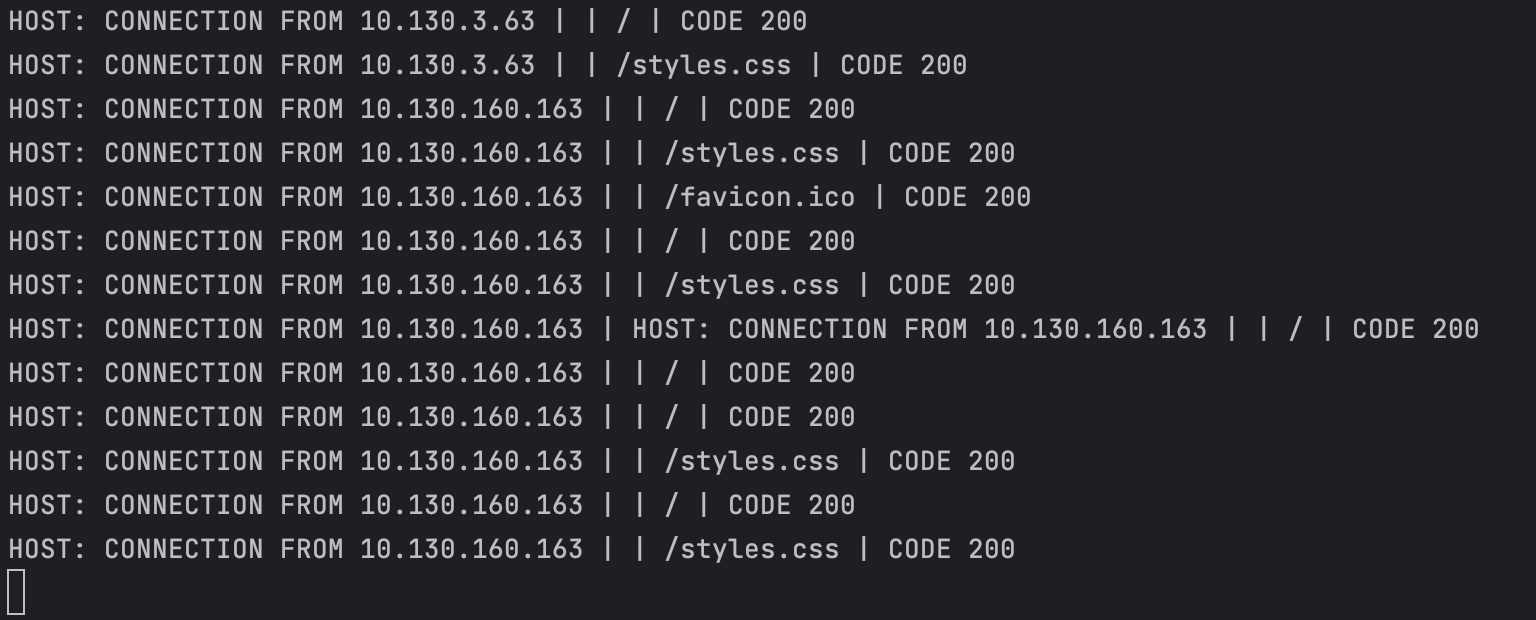 HOST: CONNECTION FROM 10.130.3.63 | | / | CODE 200
HOST: CONNECTION FROM 10.130.3.63 | | /styles.css | CODE 200
HOST: CONNECTION FROM 10.130.160.163 | | / | CODE 200
HOST: CONNECTION FROM 10.130.160.163 | | /styles.css | CODE 200
HOST: CONNECTION FROM 10.130.160.163 | | /favicon.ico | CODE 200
HOST: CONNECTION FROM 10.130.160.163 | | / | CODE 200
HOST: CONNECTION FROM 10.130.160.163 | | /styles.css | CODE 200
HOST: CONNECTION FROM 10.130.160.163 | HOST: CONNECTION FROM 10.130.160.163 | | / | CODE 200
HOST: CONNECTION FROM 10.130.160.163 | | / | CODE 200
HOST: CONNECTION FROM 10.130.160.163 | | / | CODE 200
HOST: CONNECTION FROM 10.130.160.163 | | /styles.css | CODE 200
HOST: CONNECTION FROM 10.130.160.163 | | / | CODE 200
HOST: CONNECTION FROM 10.130.160.163 | | /styles.css | CODE 200